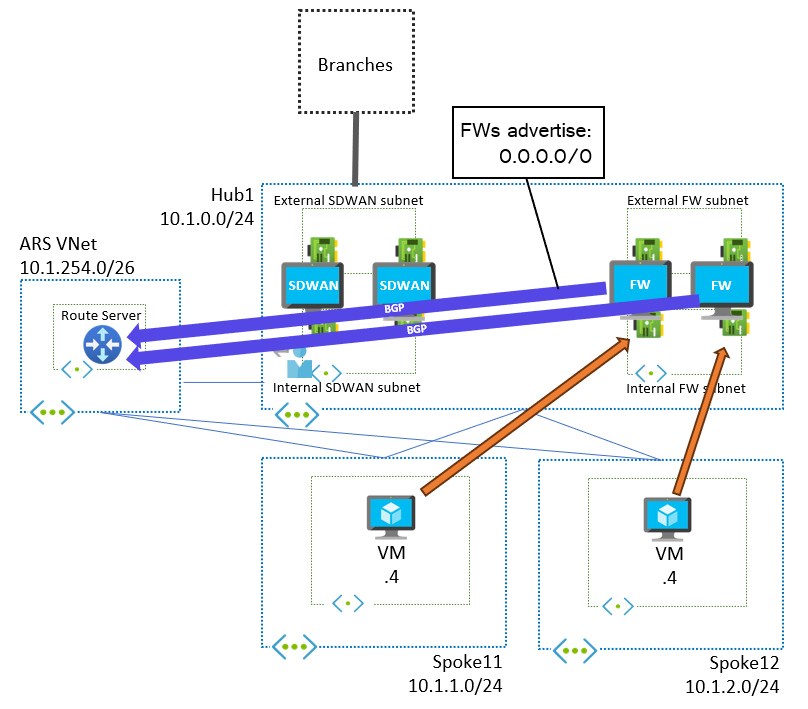 Branches
FWs advertise:
0.0.0.0/0
Hub1
10.1.0.0/24
External SDWAN subnet
External FW subnet
ARS VNet
10.1.254.0/26
SDWAN
SDWAN
FW
FW
Route Server
BGP
BGP
Internal SDWAN subnet
Internal FW subnet
VM
.4
VM
.4
Spoke11
10.1.1.0/24
Spoke12
10.1.2.0/24